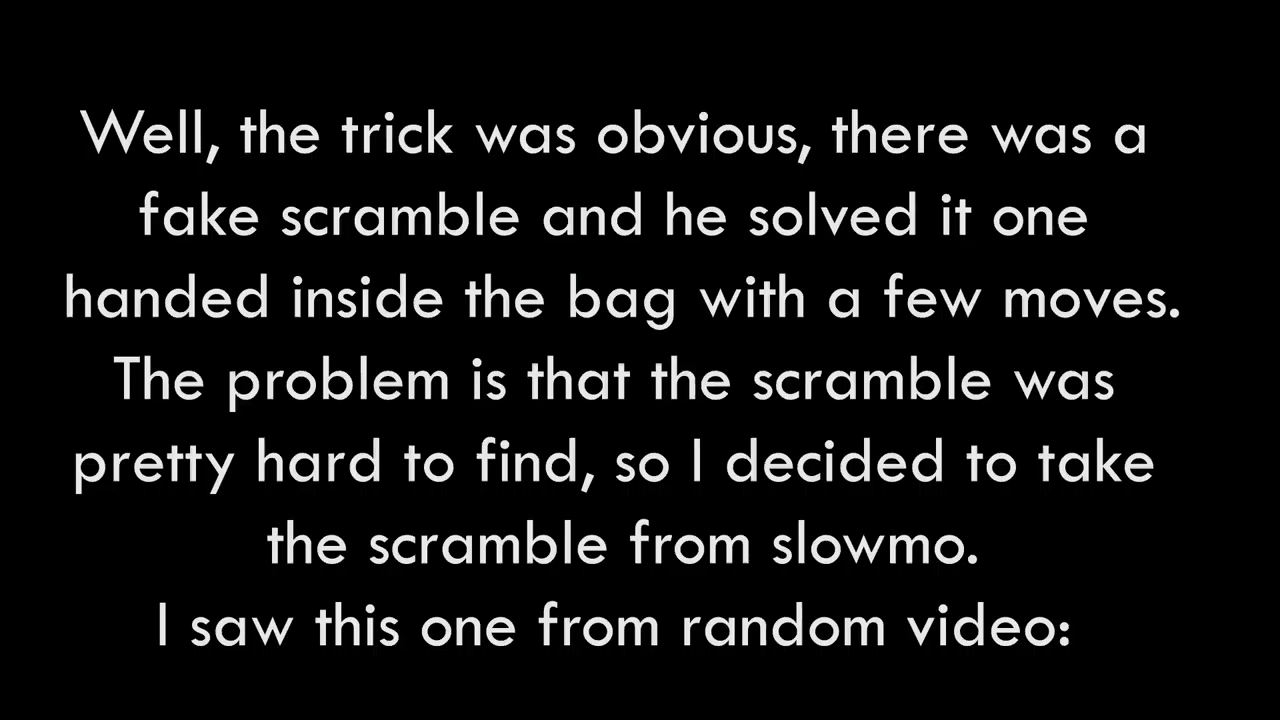 Well, the trick was obvious, there was a
fake scramble and he solved it one
handed inside the bag with a few moves.
The problem is that the scramble was
pretty hard to find, so I decided to take
the scramble from slowmo.
I saw this one from random video: